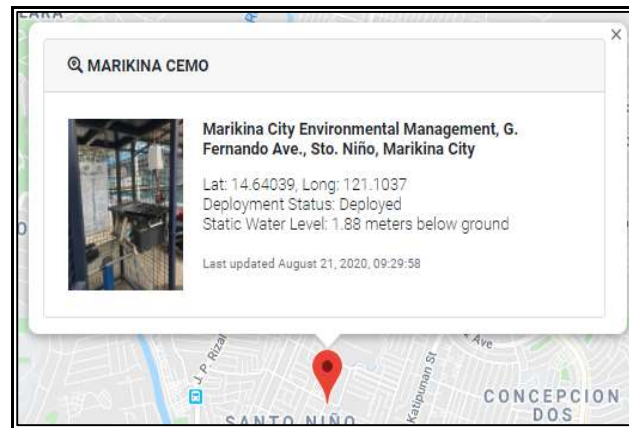 ×
MARIKINA CEMO
Marikina City Environmental Management, G.
Fernando Ave., Sto. Niño, Marikina City
Lat: 14.64039, Long: 121.1037
Deployment Status: Deployed
Static Water Level: 1.88 meters below ground
Last updated August 21, 2020, 09:29:58
Ave
J. P. Rizal
Katipunan St
CONCEPCION
DOS
SANTO NIÑO